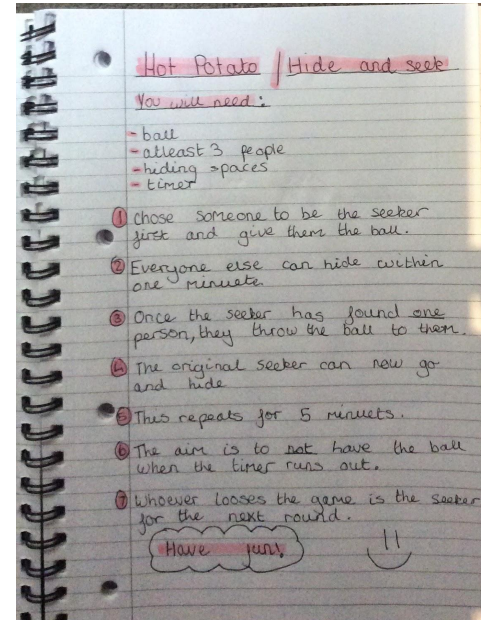 Hot Potato / Hide and seek
You will need:
- ball
- atleast 3 people
- hiding spaces
- timer
1 chose someone to be the seeker
first and give them the ball.
2 Everyone else can hide within
one minuete
3 Once the seeker has found one
person, they throw the ball to them.
4 The original seeker can now go
and hide
5 This repeats for 5 minuets.
6 The aim is to not have the ball
when the timer runs out.
7 Whoever looses the game is the seeker
for the next round.
Have fun!